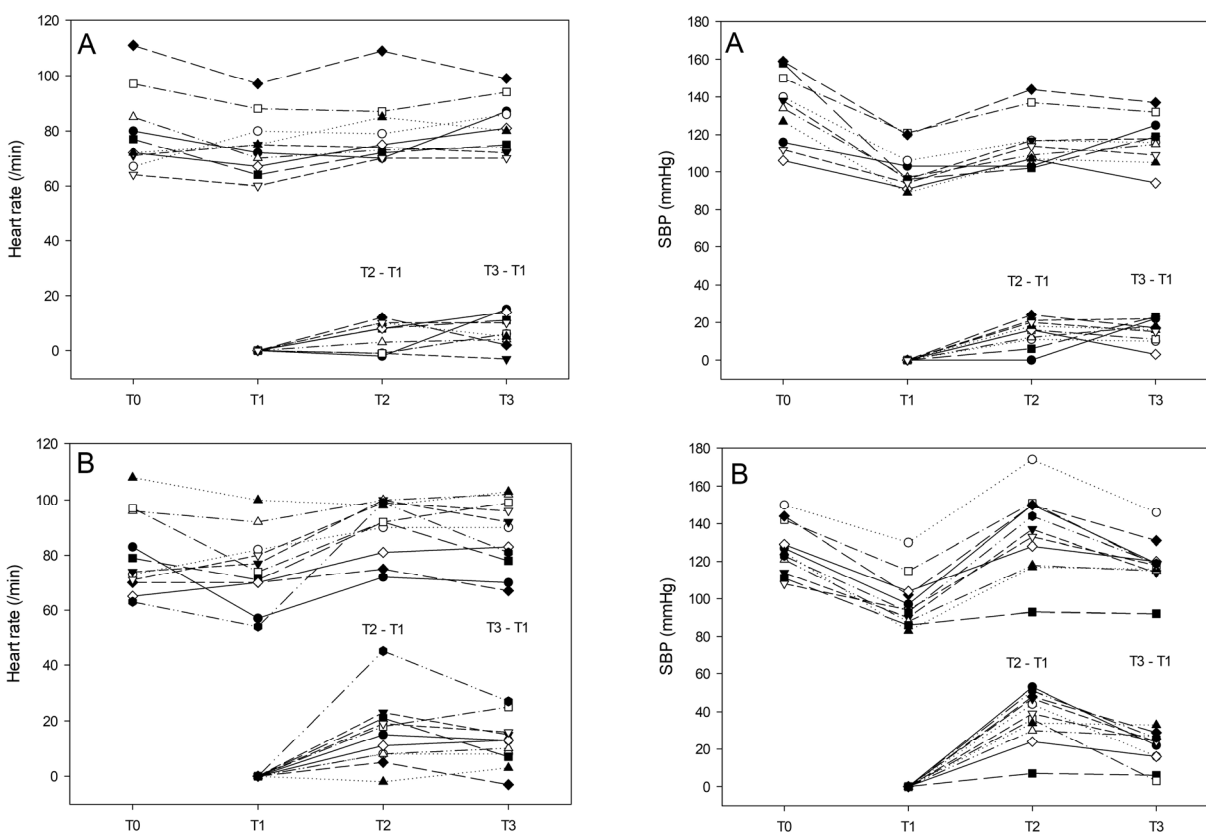 A
Heart rate (/min)
120
100
80
60
40
20
0
T2 - T1
T3 - T1
T0
T1
T2
T3
A
SBP (mmHg)
180
160
140
120
100
80
60
40
20
0
T2 - T1
T3 - T1
T0
T1
T2
T3
B
Heart rate (/min)
120
100
80
60
40
20
0
T2 - T1
T3 - T1
T0
T1
T2
T3
B
SBP (mmHg)
180
160
140
120
100
80
60
40
20
0
T2 - T1
T3 - T1
T0
T1
T2
T3